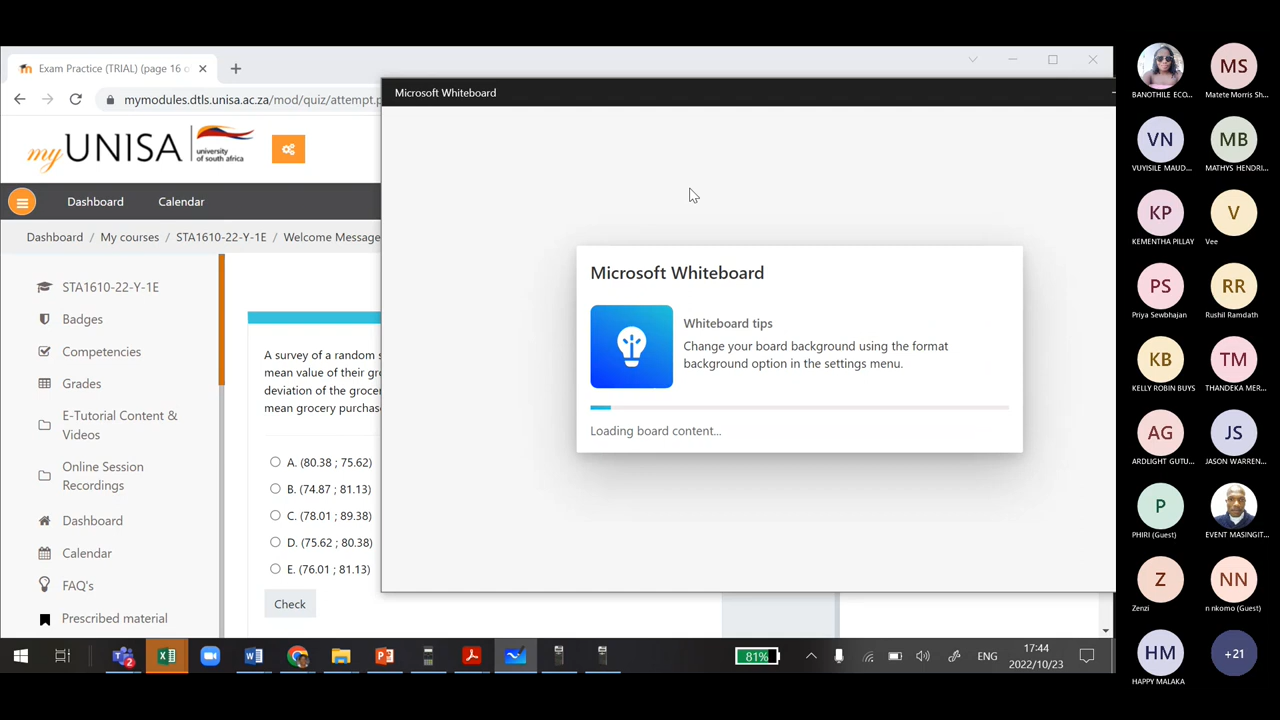 Exam Practice (TRIAL) (page 16 o
mymodules.dtls.unisa.ac.za/mod/quiz/attempt.p
myUNISA
university
of south africa
Dashboard
Calendar
Dashboard / My courses / STA1610-22-Y-1E / Welcome Message
STA1610-22-Y-1E
Badges
Competencies
Grades
E-Tutorial Content &
Videos
Online Session
Recordings
Dashboard
Calendar
FAQ's
Prescribed material
A survey of a random s
mean value of their gr
deviation of the grocer
mean grocery purchas
A. (80.38 ; 75.62)
B. (74.87 ; 81.13)
C. (78.01 ; 89.38)
D. (75.62 ; 80.38)
E. (76.01 ; 81.13)
Check
Microsoft Whiteboard
Microsoft Whiteboard
Whiteboard tips
Change your board background using the format
background option in the settings menu.
Loading board content...
2
81%
ENG
17:44
2022/10/23
BANOTHILE ECO...
MS
Matete Morris Sh...
VN
VUYISILE MAUD...
MB
MATHYS HENDRI...
KP
KEMENTHA PILLAY
V
Vee
PS
Priya Sewbhajan
RR
Rushil Ramdath
KB
KELLY ROBIN BUYS
TM
THANDEKA MER...
AG
ARDLIGHT GUTU...
JS
JASON WARREN...
P
PHIRI (Guest)
EVENT MASINGIT...
Z
Zenzi
NN
n nkomo (Guest)
HM
HAPPY MALAKA
+21